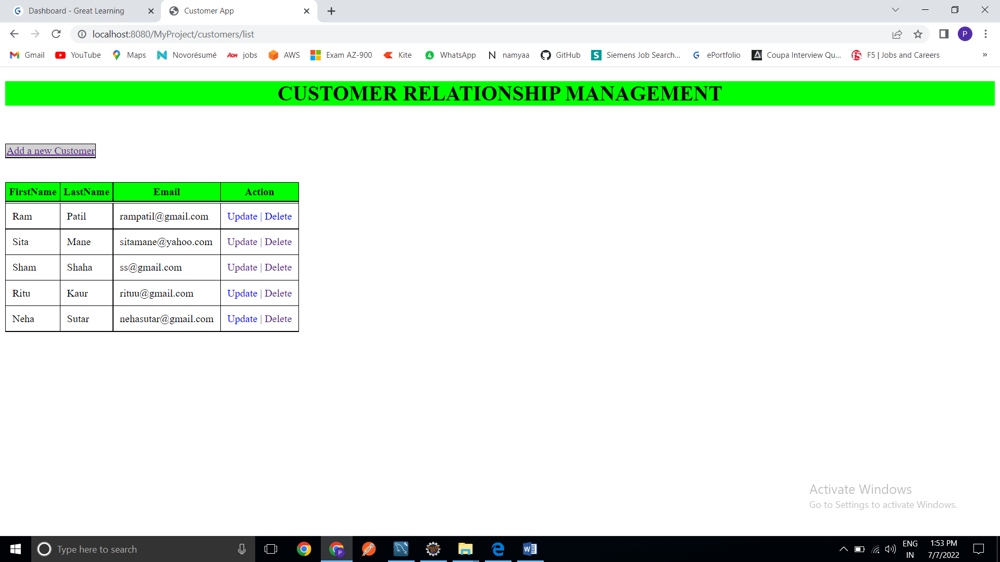 Dashboard - Great Learning
Customer App
localhost:8080/MyProject/customers/list
P
Gmail YouTube Maps Novorésumé AON jobs AWS Exam AZ-900 Kite 4 WhatsApp N namyaa GitHub S Siemens Job Search... G ePortfolio Coupa Interview Qu... F5 | Jobs and Careers »
CUSTOMER RELATIONSHIP MANAGEMENT
Add a new Customer
FirstName LastName Email Action
Ram Patil rampatil@gmail.com Update | Delete
Sita Mane sitamane@yahoo.com Update | Delete
Sham Shaha ss@gmail.com Update | Delete
Ritu Kaur rituu@gmail.com Update | Delete
Neha Sutar nehasutar@gmail.com Update | Delete
Activate Windows
Go to Settings to activate Windows.
Type here to search
ENG
IN
1:53 PM
7/7/2022